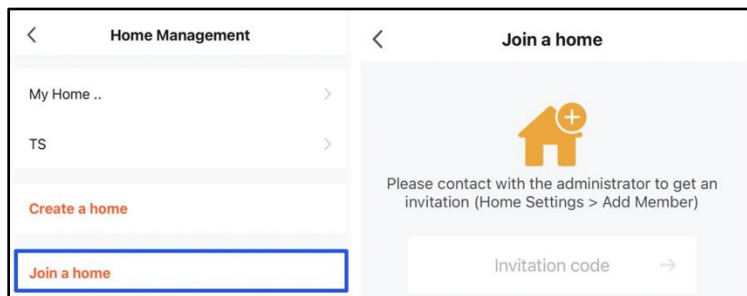 Home Management
My Home ..
TS
Create a home
Join a home
Join a home
Please contact with the administrator to get an
invitation (Home Settings > Add Member)
Invitation code